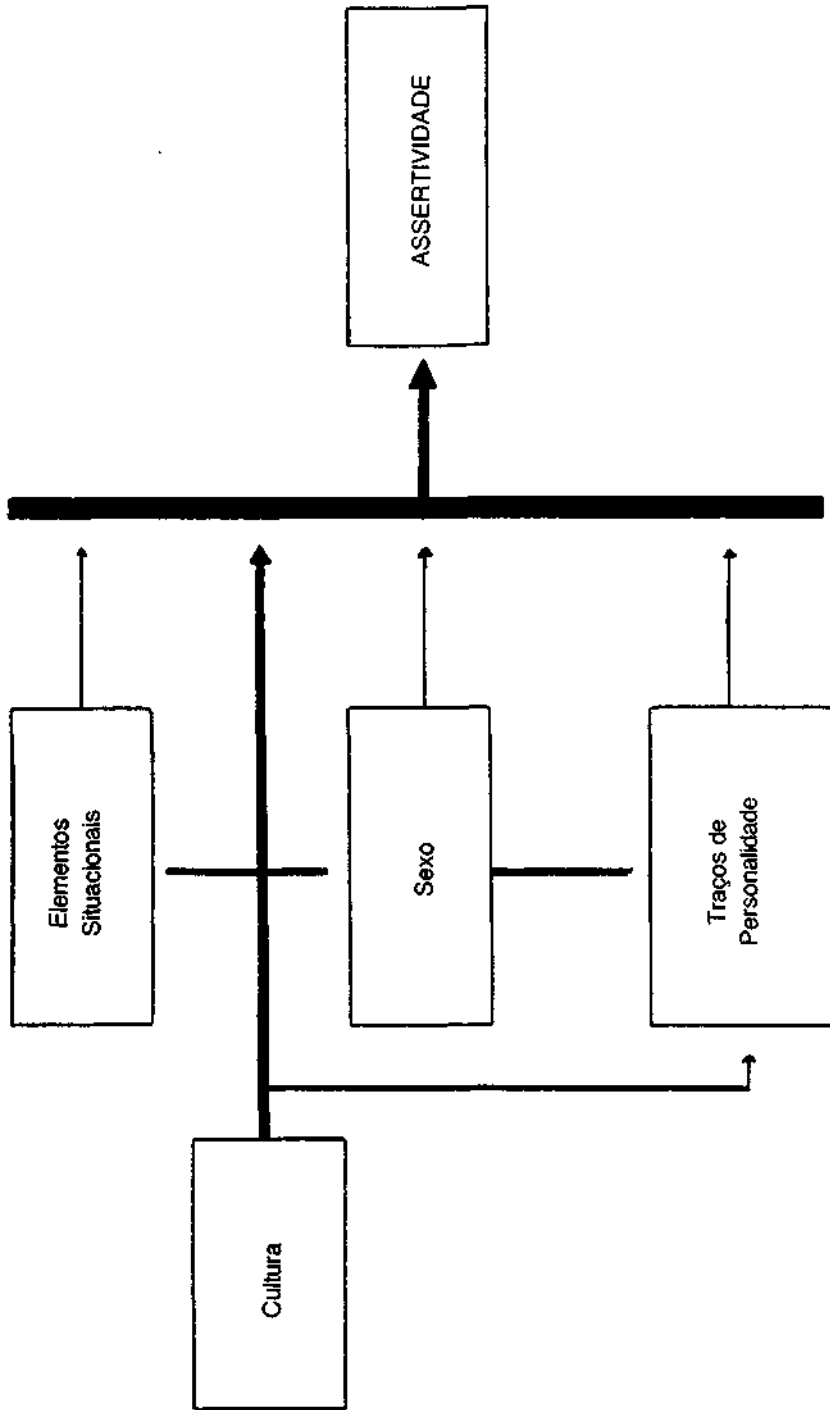 Cultura
Elementos
Situacionais
Sexo
Traços de
Personalidade
ASSERTIVIDADE